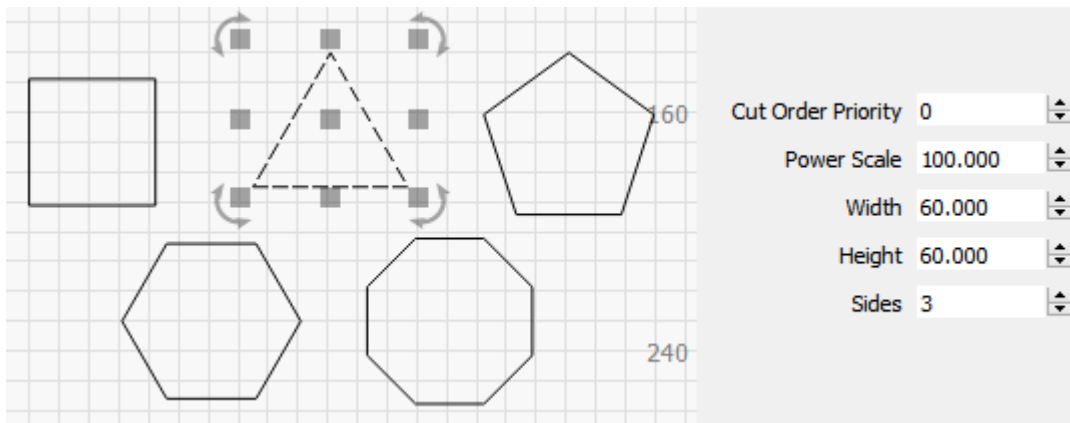 160
240
Cut Order Priority 0
Power Scale 100.000
Width 60.000
Height 60.000
Sides 3